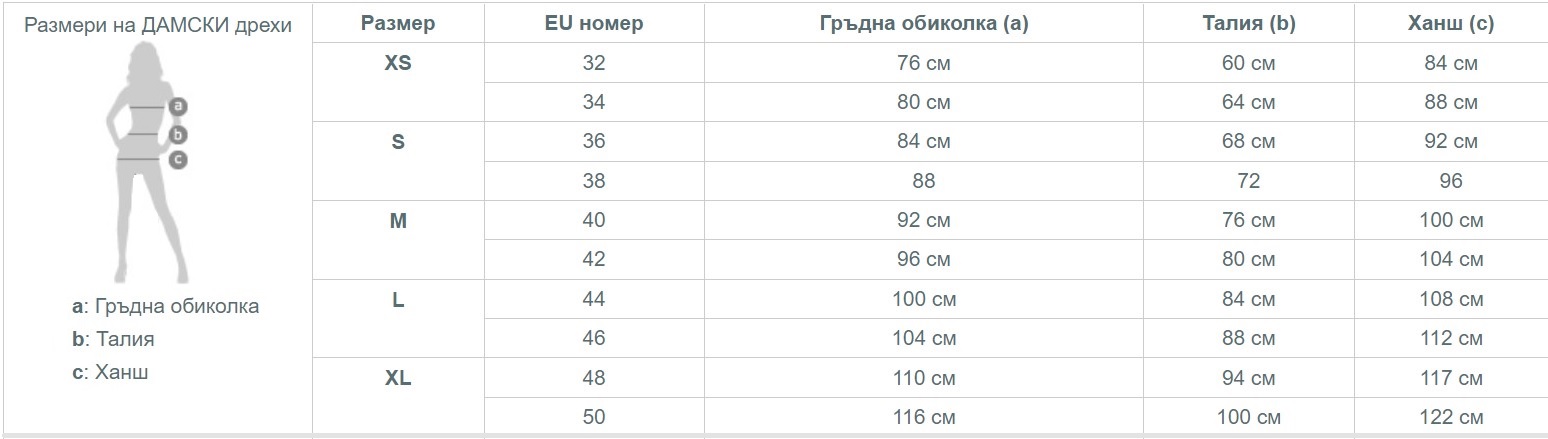 Размери на ДАМСКИ дрехи
a
b
c
a: Гръдна обиколка
b: Талия
c: Ханш
Размер EU номер Гръдна обиколка (a) Талия (b) Ханш (c)
XS 32 76 см 60 см 84 см
34 80 см 64 см 88 см
S 36 84 см 68 см 92 см
38 88 72 96
M 40 92 см 76 см 100 см
42 96 см 80 см 104 см
L 44 100 см 84 см 108 см
46 104 см 88 см 112 см
XL 48 110 см 94 см 117 см
50 116 см 100 см 122 см